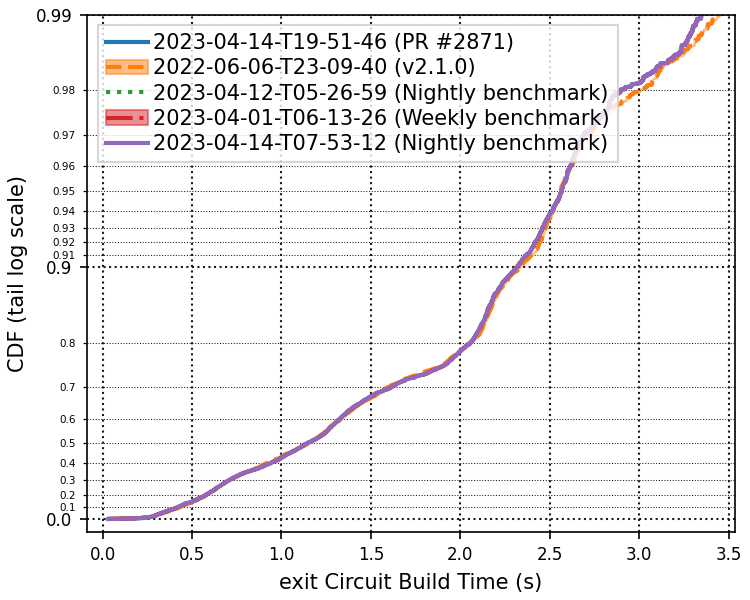 0.99
0.98
0.97
0.96
0.95
0.94
0.93
0.92
0.91
0.9
0.8
0.7
0.6
0.5
0.4
0.3
0.2
0.1
0.0
CDF (tail log scale)
2023-04-14-T19-51-46 (PR #2871)
2022-06-06-T23-09-40 (v2.1.0)
2023-04-12-T05-26-59 (Nightly benchmark)
2023-04-01-T06-13-26 (Weekly benchmark)
2023-04-14-T07-53-12 (Nightly benchmark)
0.0 0.5 1.0 1.5 2.0 2.5 3.0 3.5
exit Circuit Build Time (s)